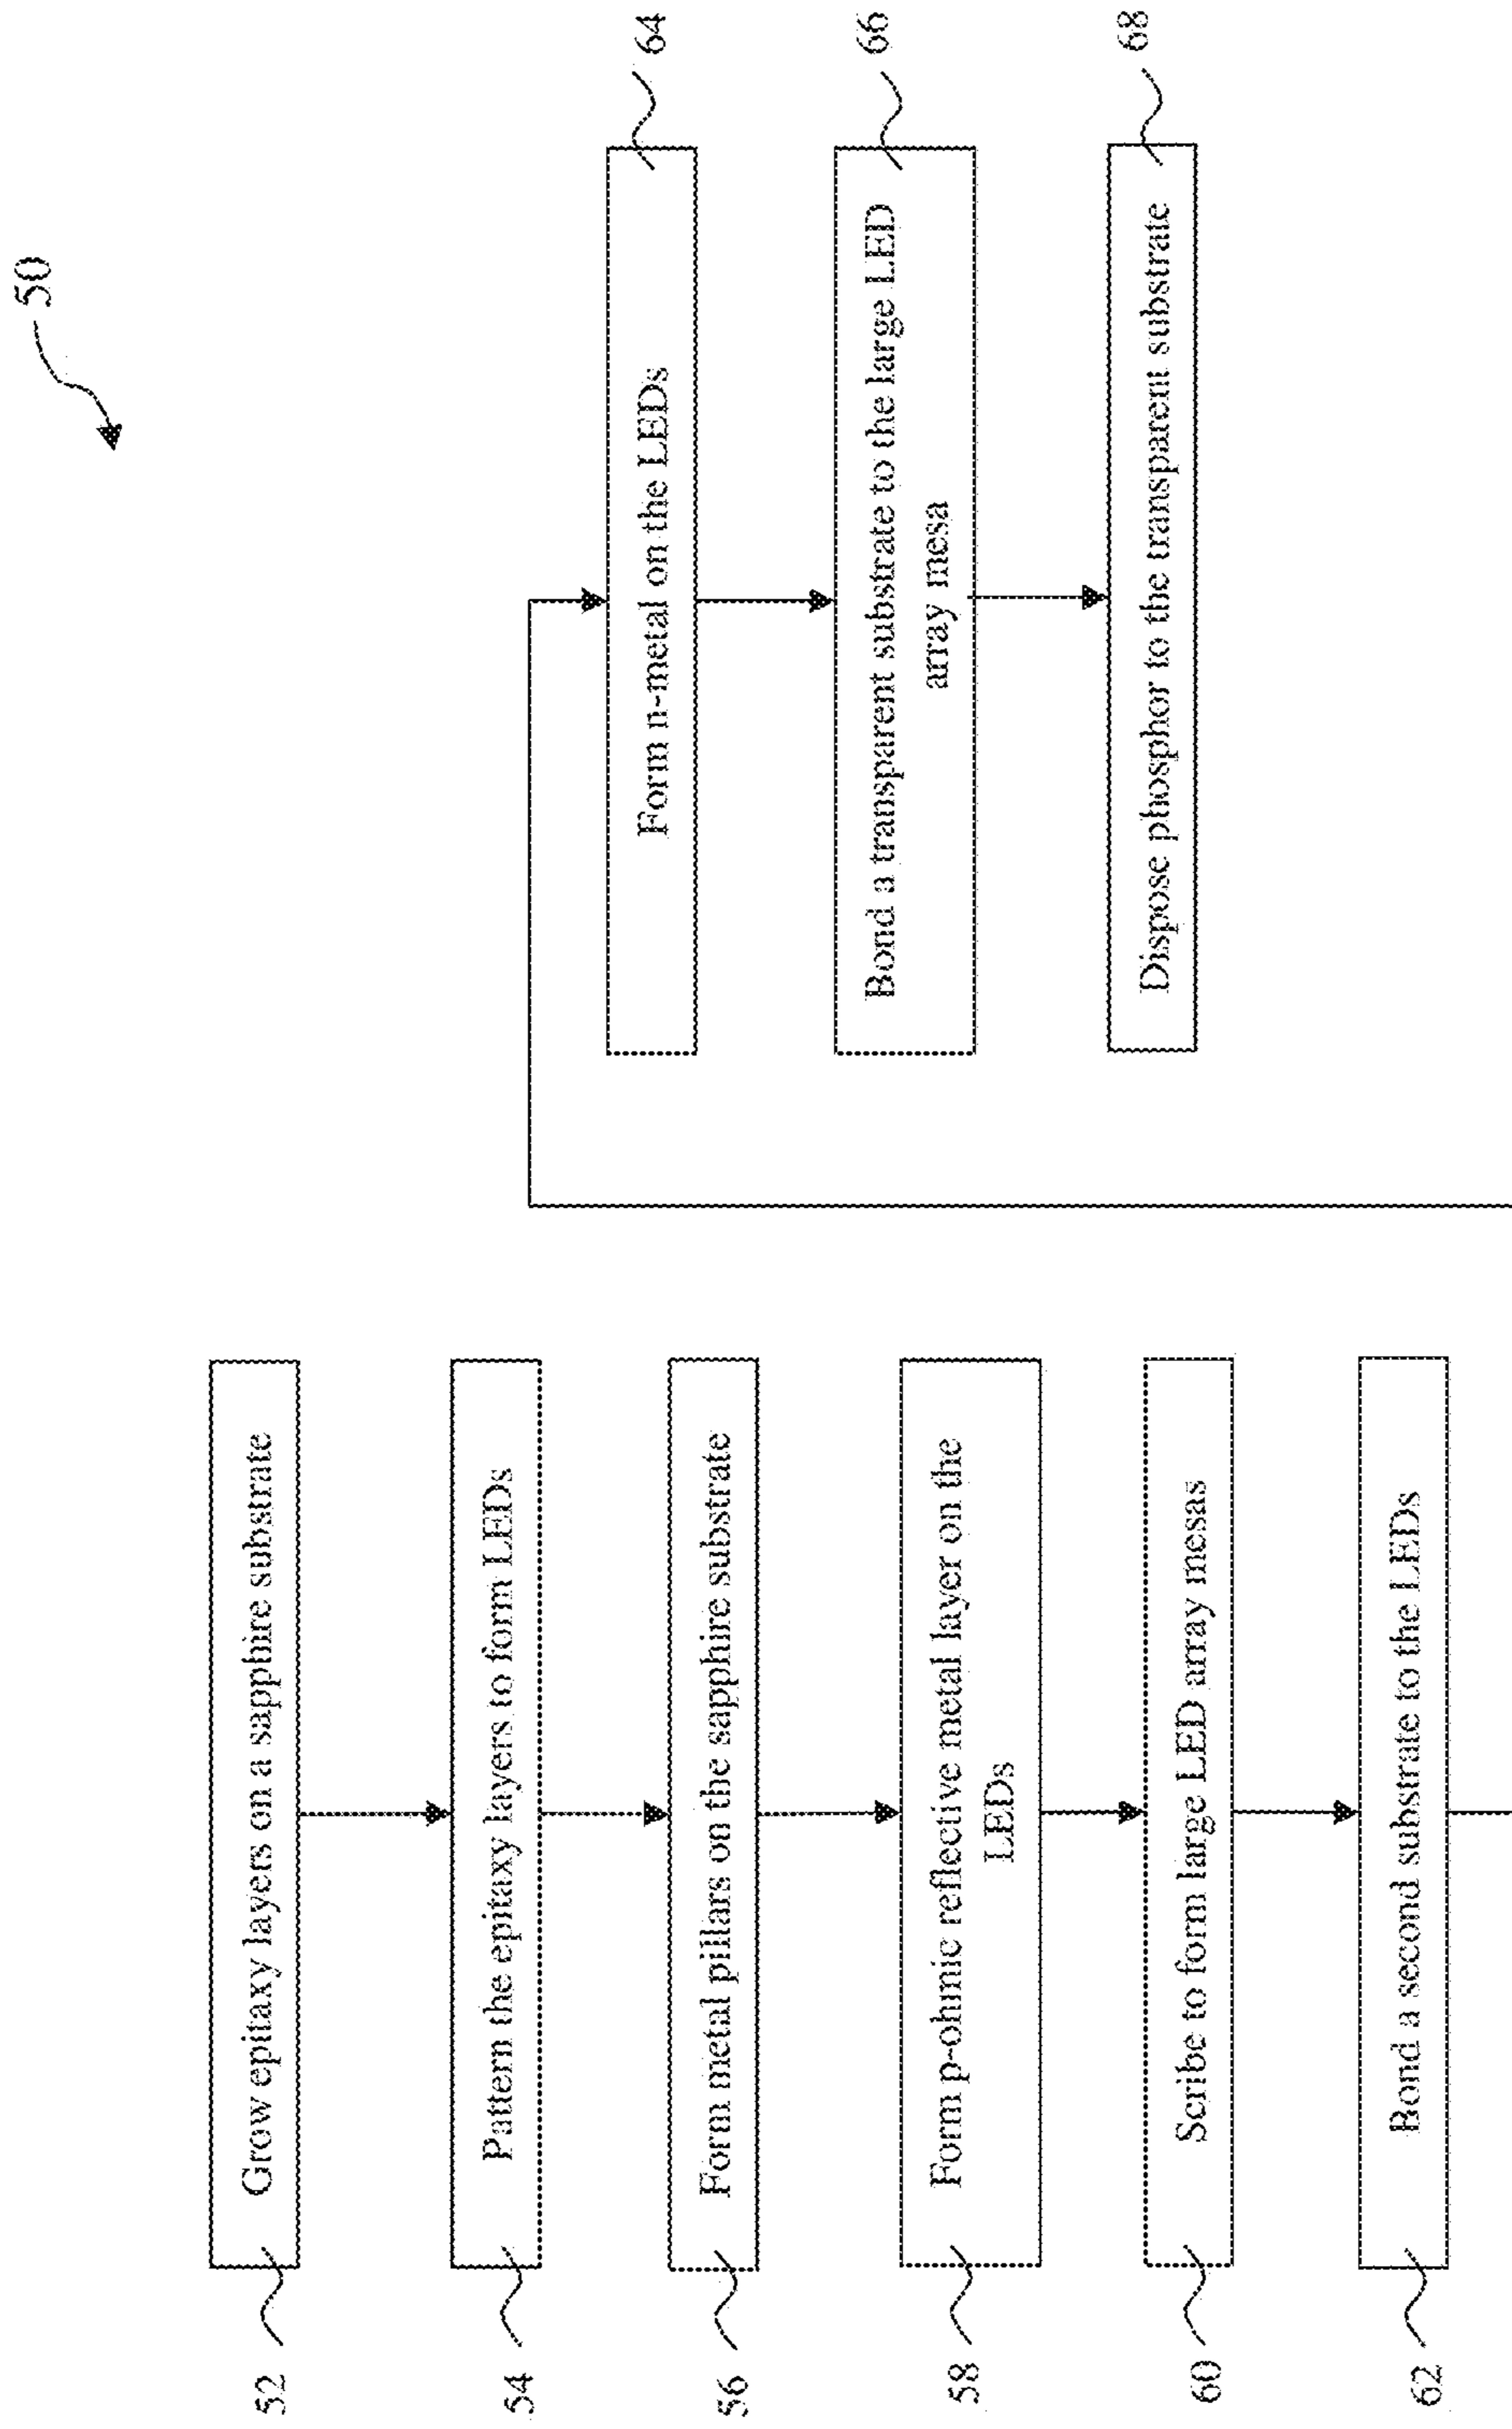 50
52
Grow epitaxy layers on a sapphire substrate
54
Pattern the epitaxy layers to form LEDs
56
Form metal pillars on the sapphire substrate
58
Form p-ohmic reflective metal layer on the
LEDs
60
Scribe to form large LED array mesas
62
Bond a second substrate to the LEDs
64
Form n-metal on the LEDs
66
Bond a transparent substrate to the large LED
array mesa
68
Dispose phosphor to the transparent substrate